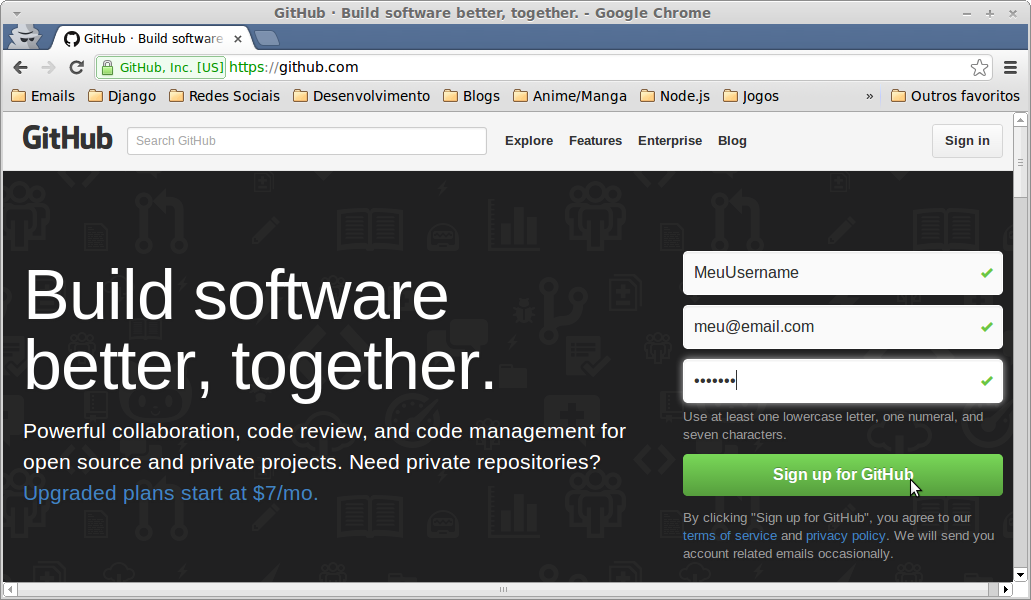 GitHub · Build software better, together. - Google Chrome
GitHub · Build software
GitHub, Inc. [US] https://github.com
Emails Django Redes Sociais Desenvolvimento Blogs Anime/Manga Node.js Jogos » Outros favoritos
GitHub Search GitHub Explore Features Enterprise Blog Sign in
Build software
better, together.
Powerful collaboration, code review, and code management for
open source and private projects. Need private repositories?
Upgraded plans start at $7/mo.
MeuUsername
meu@email.com
•••••••
Use at least one lowercase letter, one numeral, and
seven characters.
Sign up for GitHub
By clicking "Sign up for GitHub", you agree to our
terms of service and privacy policy. We will send you
account related emails occasionally.